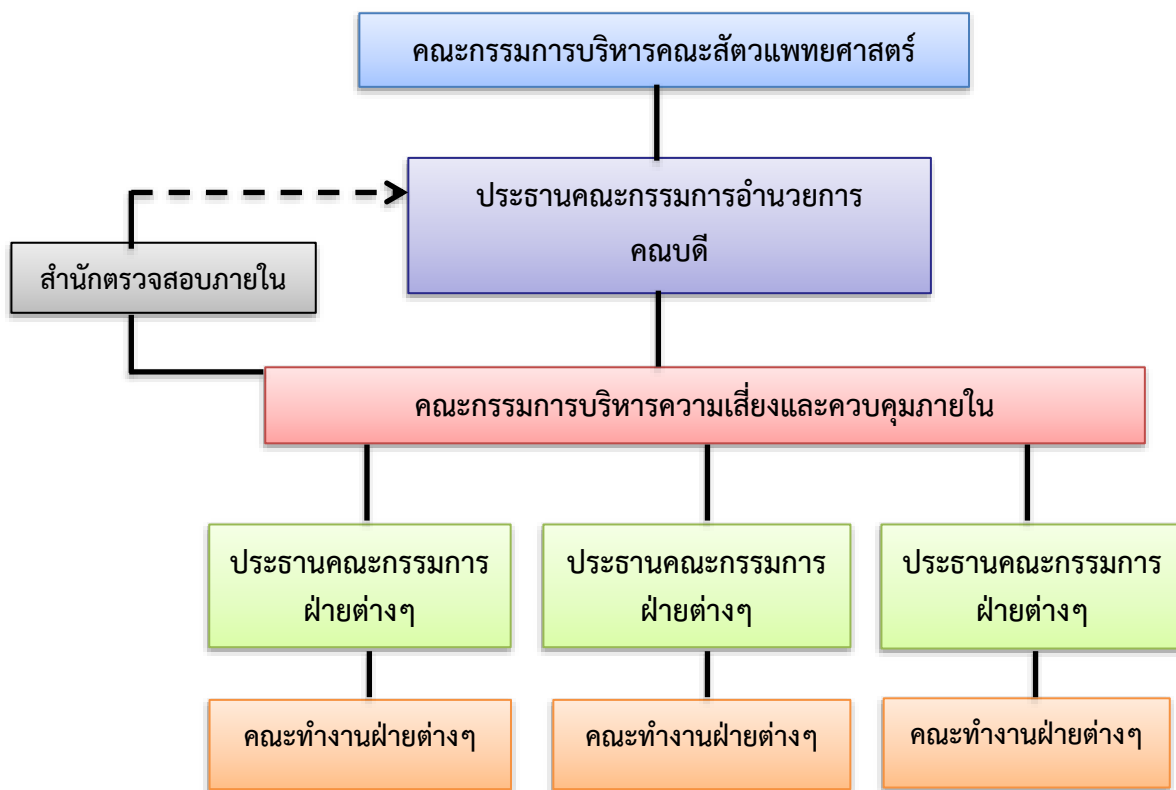 คณะกรรมการบริหารคณะสัตวแพทยศาสตร์
ประธานคณะกรรมการอำนวยการ
คณบดี
สำนักตรวจสอบภายใน
คณะกรรมการบริหารความเสี่ยงและควบคุมภายใน
ประธานคณะกรรมการ
ฝ่ายต่างๆ
ประธานคณะกรรมการ
ฝ่ายต่างๆ
ประธานคณะกรรมการ
ฝ่ายต่างๆ
คณะทำงานฝ่ายต่างๆ
คณะทำงานฝ่ายต่างๆ
คณะทำงานฝ่ายต่างๆ